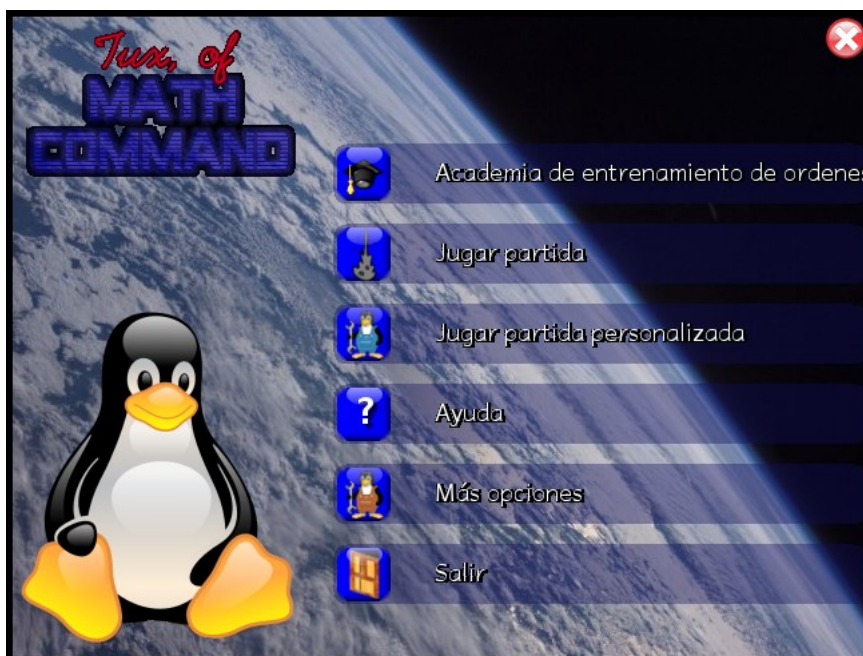 Tux, of
MATH
COMMAND
Academia de entrenamiento de ordenes
Jugar partida
Jugar partida personalizada
?
Ayuda
Más opciones
Salir